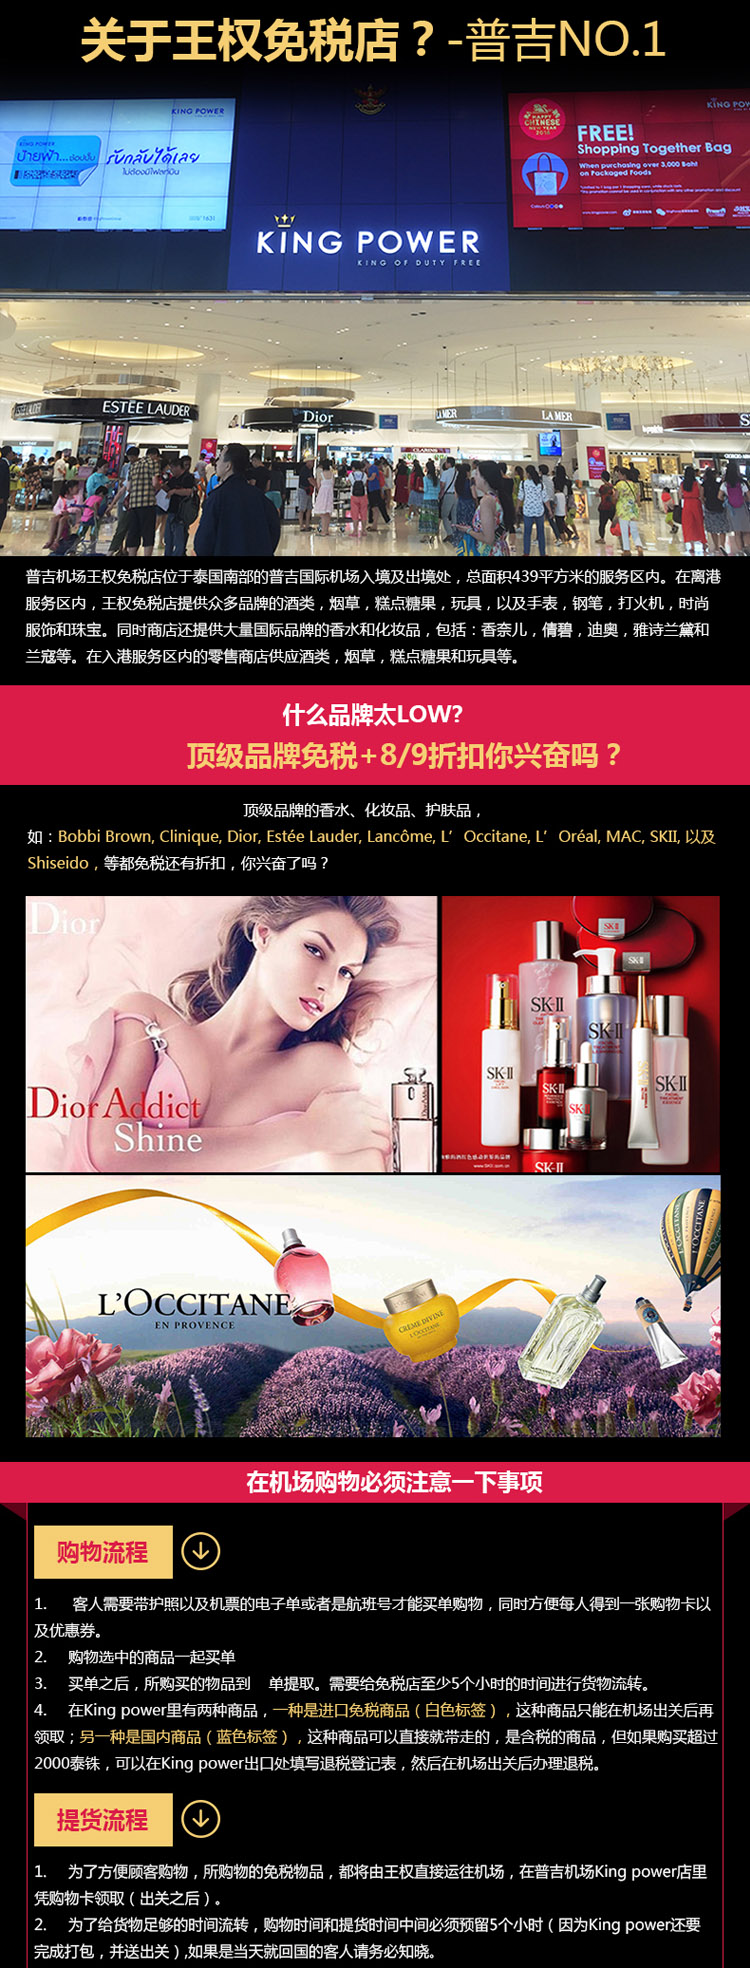 关于王权免税店？-普吉NO.1
KING POWER
KING POWER
ป้ายฟ้า...ช้อปปั๊บ รับกลับได้เลย
ไม่ต้องมีไฟลท์บิน
1631
KING POWER
KING OF DUTY FREE
KING POW
HAPPY
CHINESE
NEW YEAR
2018
FREE!
Shopping Together Bag
When purchasing over 3,000 Baht
on Packaged Foods
ESTEE LAUDER
ESTEE LAUDER
Dior
LA MER
LA MER
S
CLARINS
普吉机场王权免税店位于泰国南部的普吉国际机场入境及出境处，总面积439平方米的服务区内。在离港
服务区内，王权免税店提供众多品牌的酒类，烟草，糕点糖果，玩具，以及手表，钢笔，打火机，时尚
服饰和珠宝。同时商店还提供大量国际品牌的香水和化妆品，包括：香奈儿，倩碧，迪奥，雅诗兰黛和
兰寇等。在入港服务区内的零售商店供应酒类，烟草，糕点糖果和玩具等。
什么品牌太LOW?
顶级品牌免税+8/9折扣你兴奋吗？
顶级品牌的香水、化妆品、护肤品，
如：Bobbi Brown, Clinique, Dior, Estée Lauder, Lancôme, L’Occitane, L’Oréal, MAC, SKII, 以及
Shiseido，等都免税还有折扣，你兴奋了吗？
Dior
Dior Addict
Shine
SK-II
SK-II
SK-II
SK-II
SK-II
SK-II
SK-II
SK-II
SK-II
L'OCCITANE
EN PROVENCE
CRÈME DIVINE
L'OCCITANE
L'OCCITANE
在机场购物必须注意一下事项
购物流程
1. 客人需要带护照以及机票的电子单或者是航班号才能买单购物，同时方便每人得到一张购物卡以
及优惠券。
2. 购物选中的商品一起买单
3. 买单之后，所购买的物品到 单提取。需要给免税店至少5个小时的时间进行货物流转。
4. 在King power里有两种商品，一种是进口免税商品（白色标签），这种商品只能在机场出关后再
领取；另一种是国内商品（蓝色标签），这种商品可以直接就带走的，是含税的商品，但如果购买超过
2000泰铢，可以在King power出口处填写退税登记表，然后在机场出关后办理退税。
提货流程
1. 为了方便顾客购物，所购物的免税物品，都将由王权直接运往机场，在普吉机场King power店里
凭购物卡领取（出关之后）。
2. 为了给货物足够的时间流转，购物时间和提货时间中间必须预留5个小时（因为King power还要
完成打包，并送出关）,如果是当天就回国的客人请务必知晓。